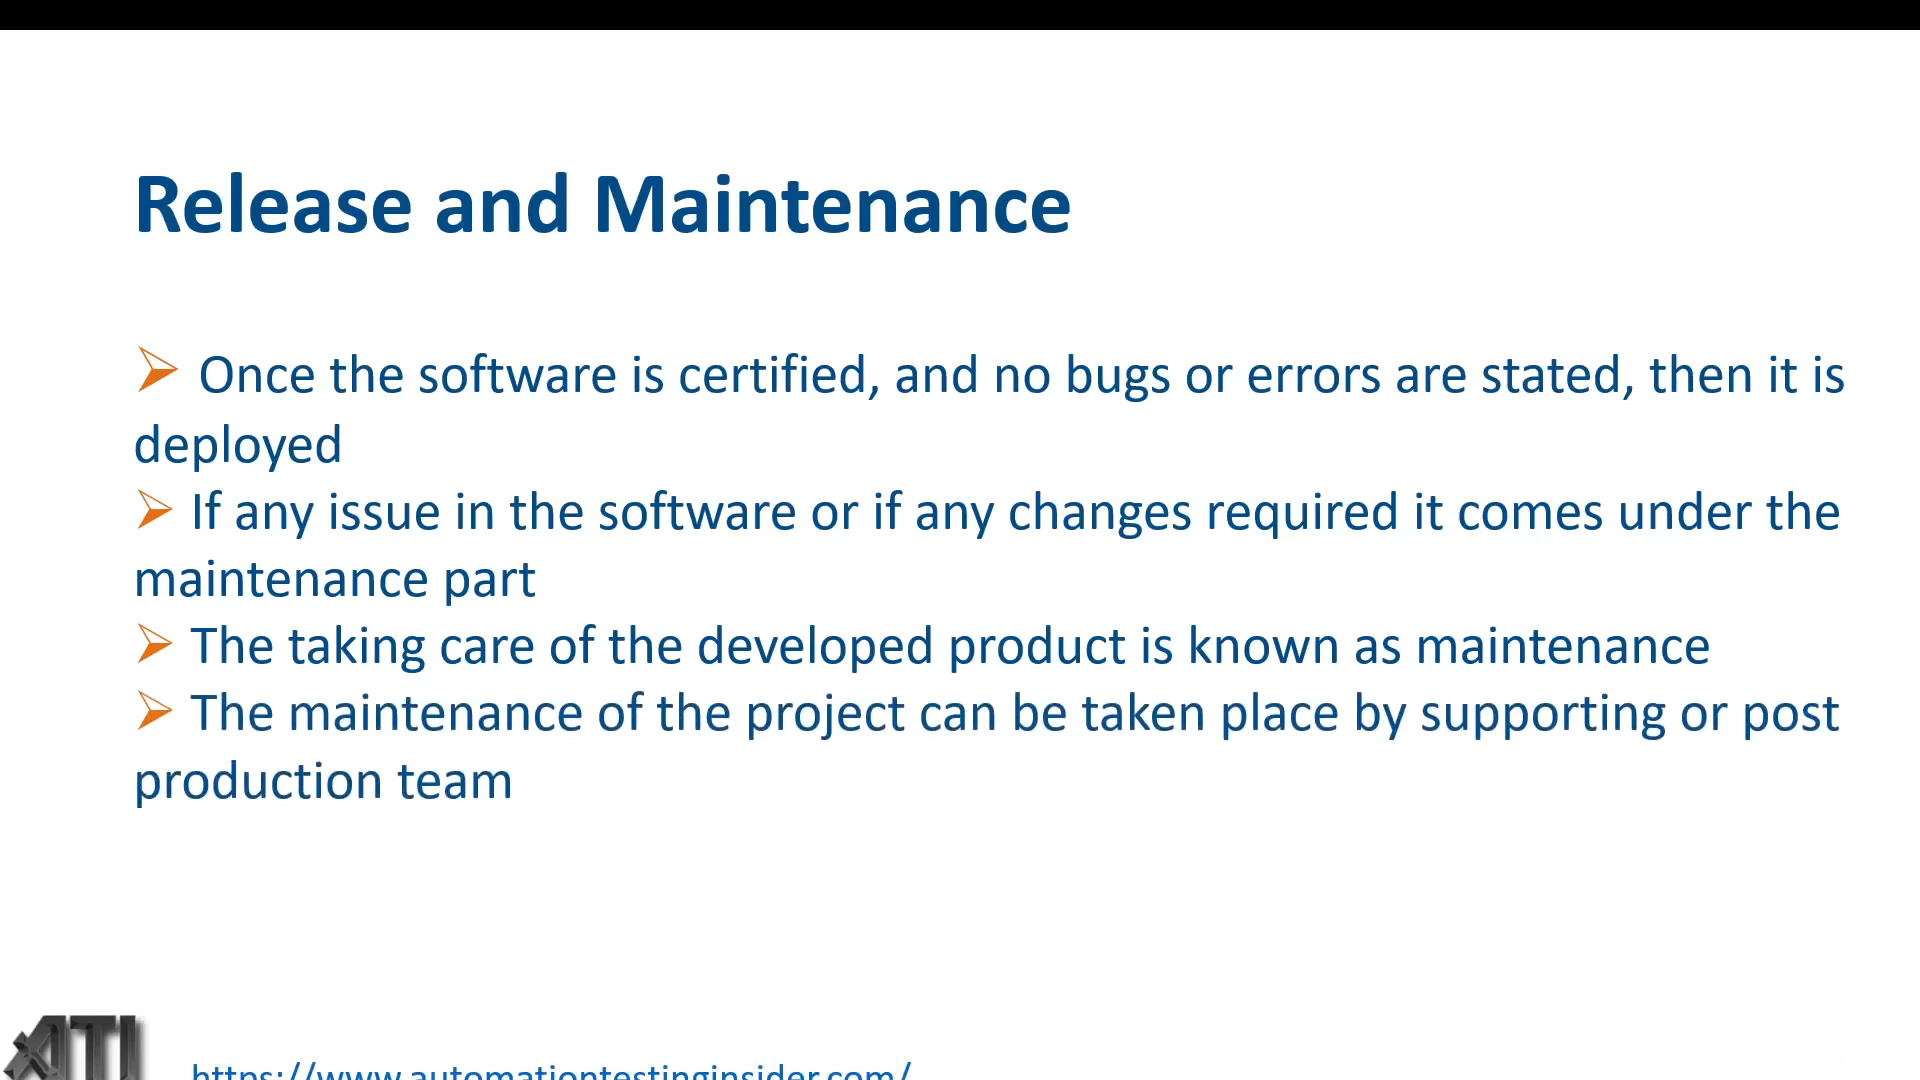 Release and Maintenance
Once the software is certified, and no bugs or errors are stated, then it is
deployed
If any issue in the software or if any changes required it comes under the
maintenance part
The taking care of the developed product is known as maintenance
The maintenance of the project can be taken place by supporting or post
production team
ATI
https://www.automationtestinginsider.com/